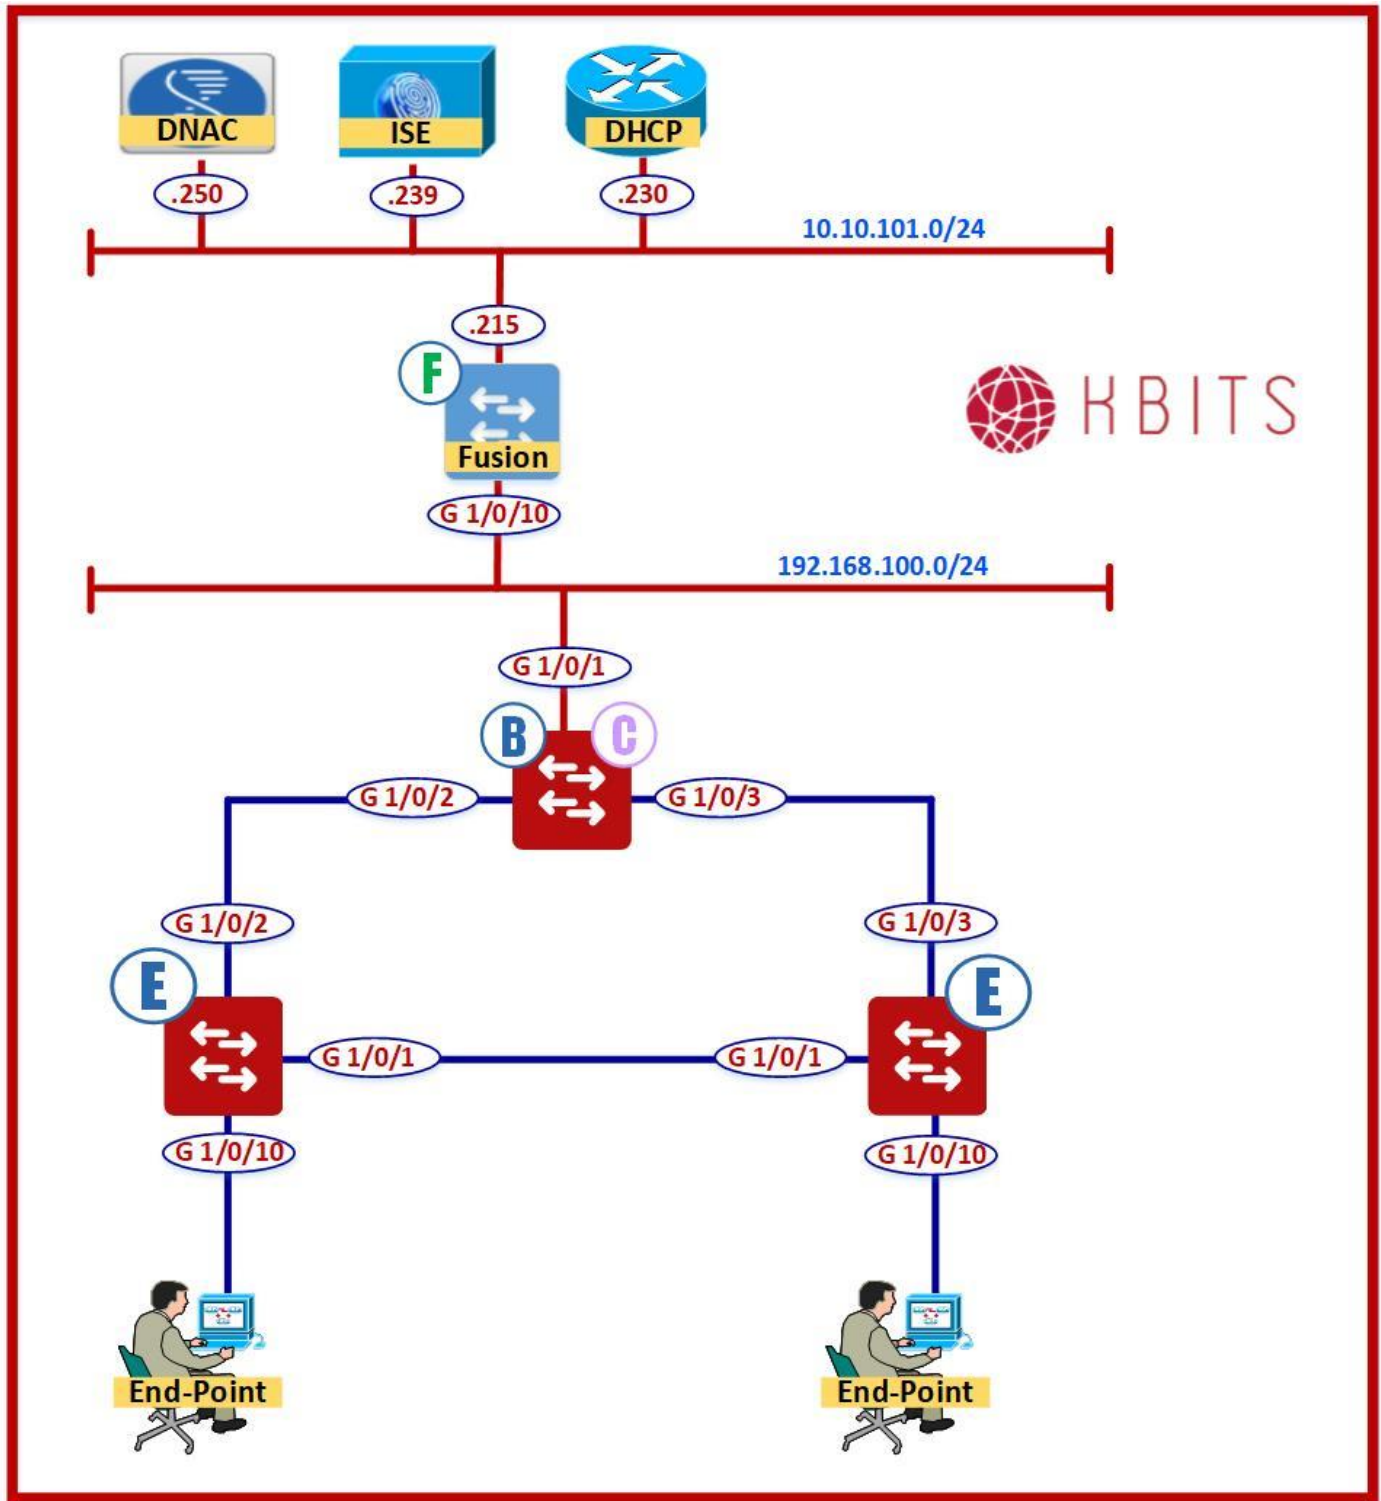 DNAC
ISE
DHCP
.250
.239
.230
10.10.101.0/24
.215
F
Fusion
KBITS
G 1/0/10
192.168.100.0/24
G 1/0/1
B
C
G 1/0/2
G 1/0/3
G 1/0/2
G 1/0/3
E
E
G 1/0/1
G 1/0/1
G 1/0/10
G 1/0/10
End-Point
End-Point